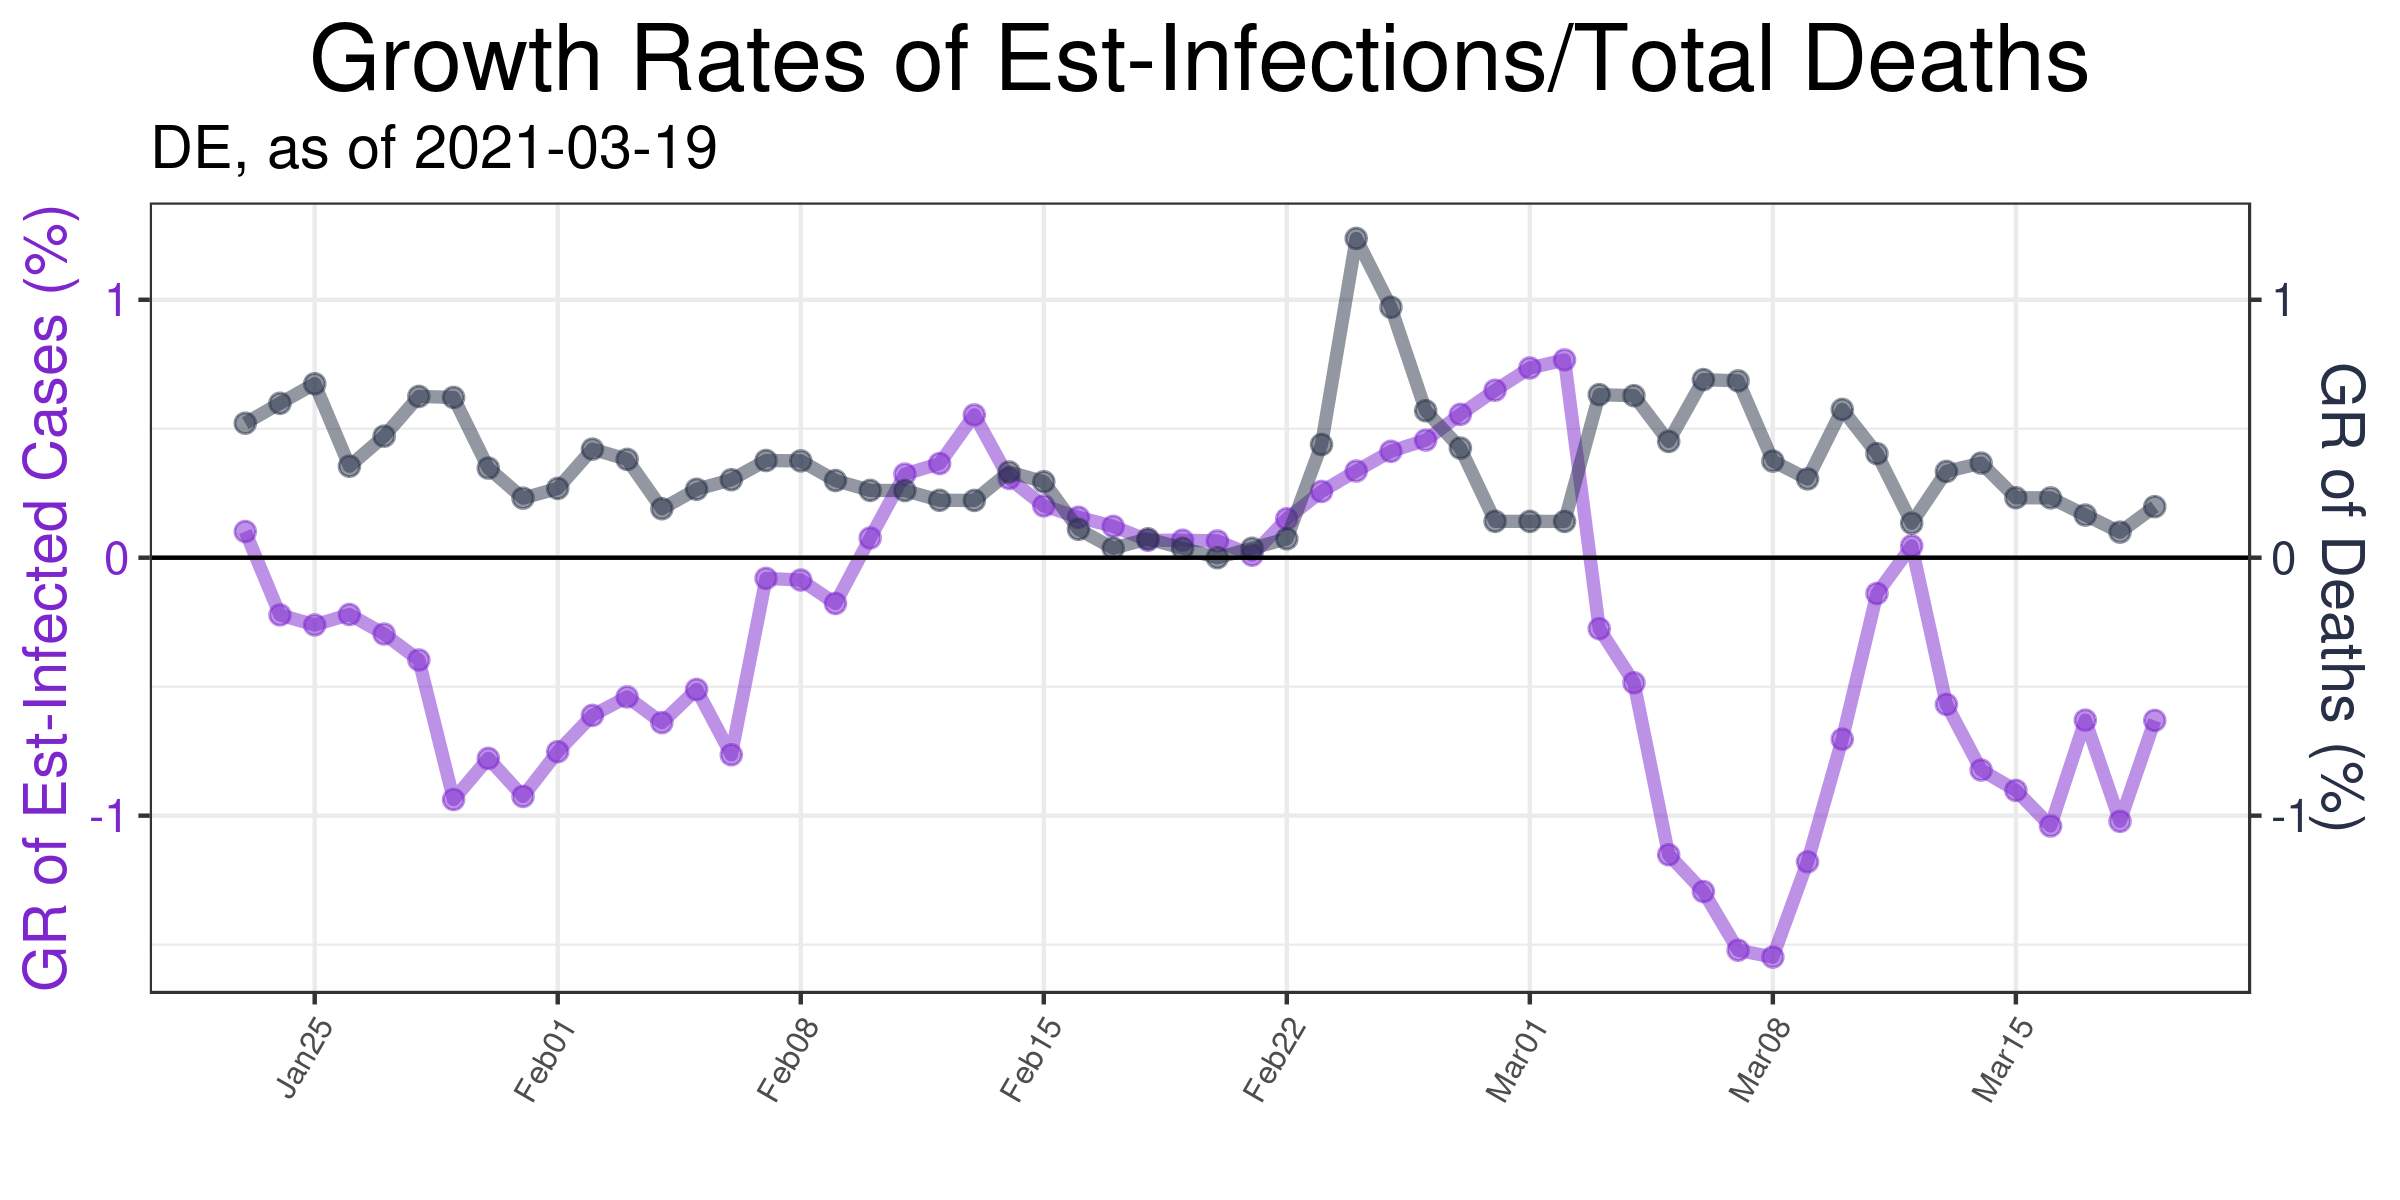 Growth Rates of Est-Infections/Total Deaths
DE, as of 2021-03-19
GR of Est-Infected Cases (%)
1
0
-1
1
0
-1
GR of Deaths (%)
Jan25
Feb01
Feb08
Feb15
Feb22
Mar01
Mar08
Mar15